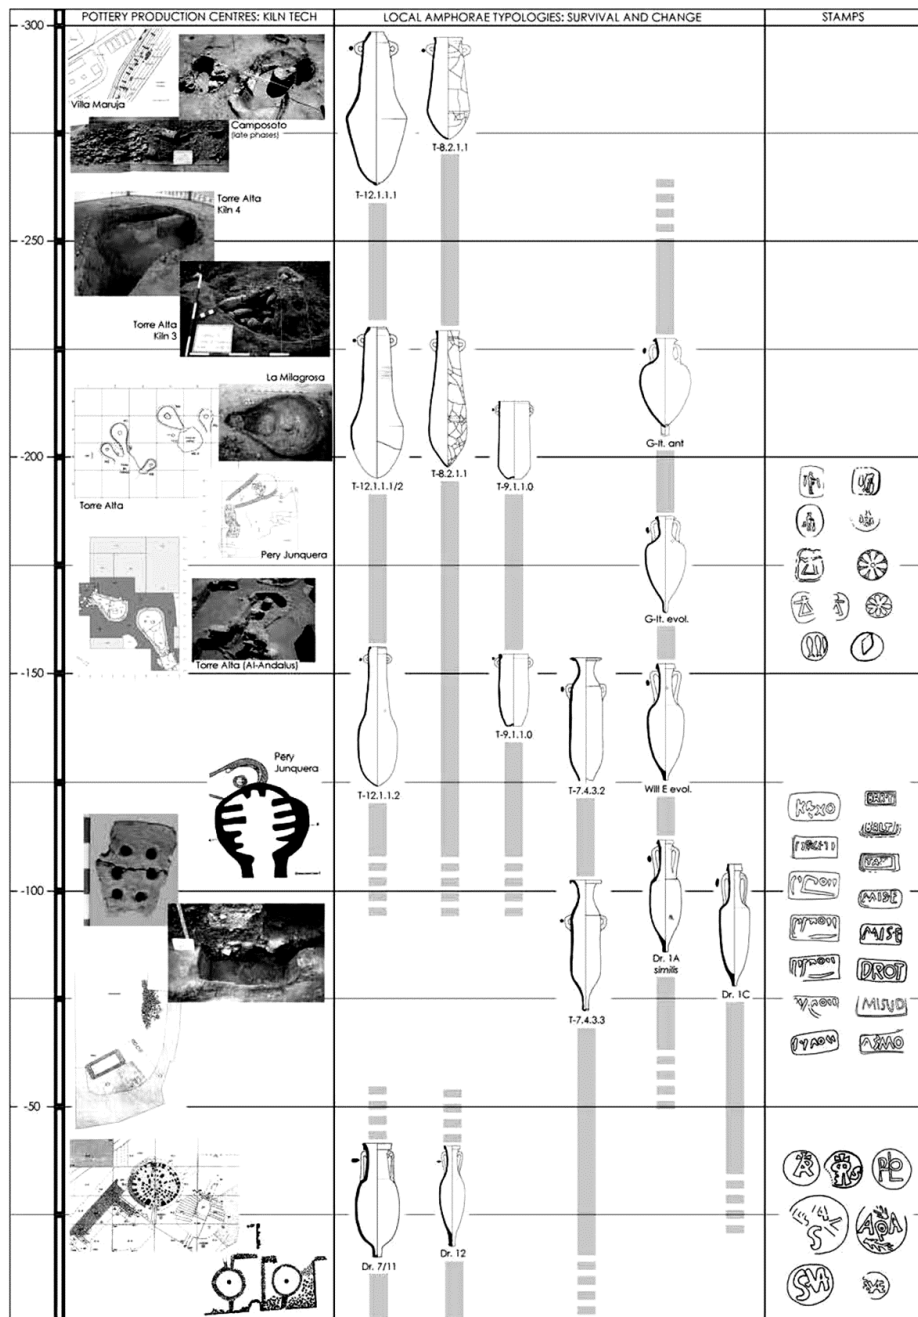 POTTERY PRODUCTION CENTRES: KILN TECH
LOCAL AMPHORAE TYPOLOGIES: SURVIVAL AND CHANGE
STAMPS
-300
Villa Maruja
Camposoto
(late phases)
T-8.2.1.1
T-12.1.1.1
Torre Alta
Kiln 4
-250
Torre Alta
Kiln 3
La Milagrosa
G-It. ant
-200
T-12.1.1.1/2
T-8.2.1.1
T-9.1.1.0
Torre Alta
Pery Junquera
G-It. evol.
Torre Alta (Al-Andalus)
-150
T-9.1.1.0
Pery
Junquera
T-12.1.1.2
T-7.4.3.2
Will E evol.
-100
MISE
MISE
Dr. 1A
similis
DROT
Dr. 1C
T-7.4.3.3
-50
Dr. 7/11
Dr. 12